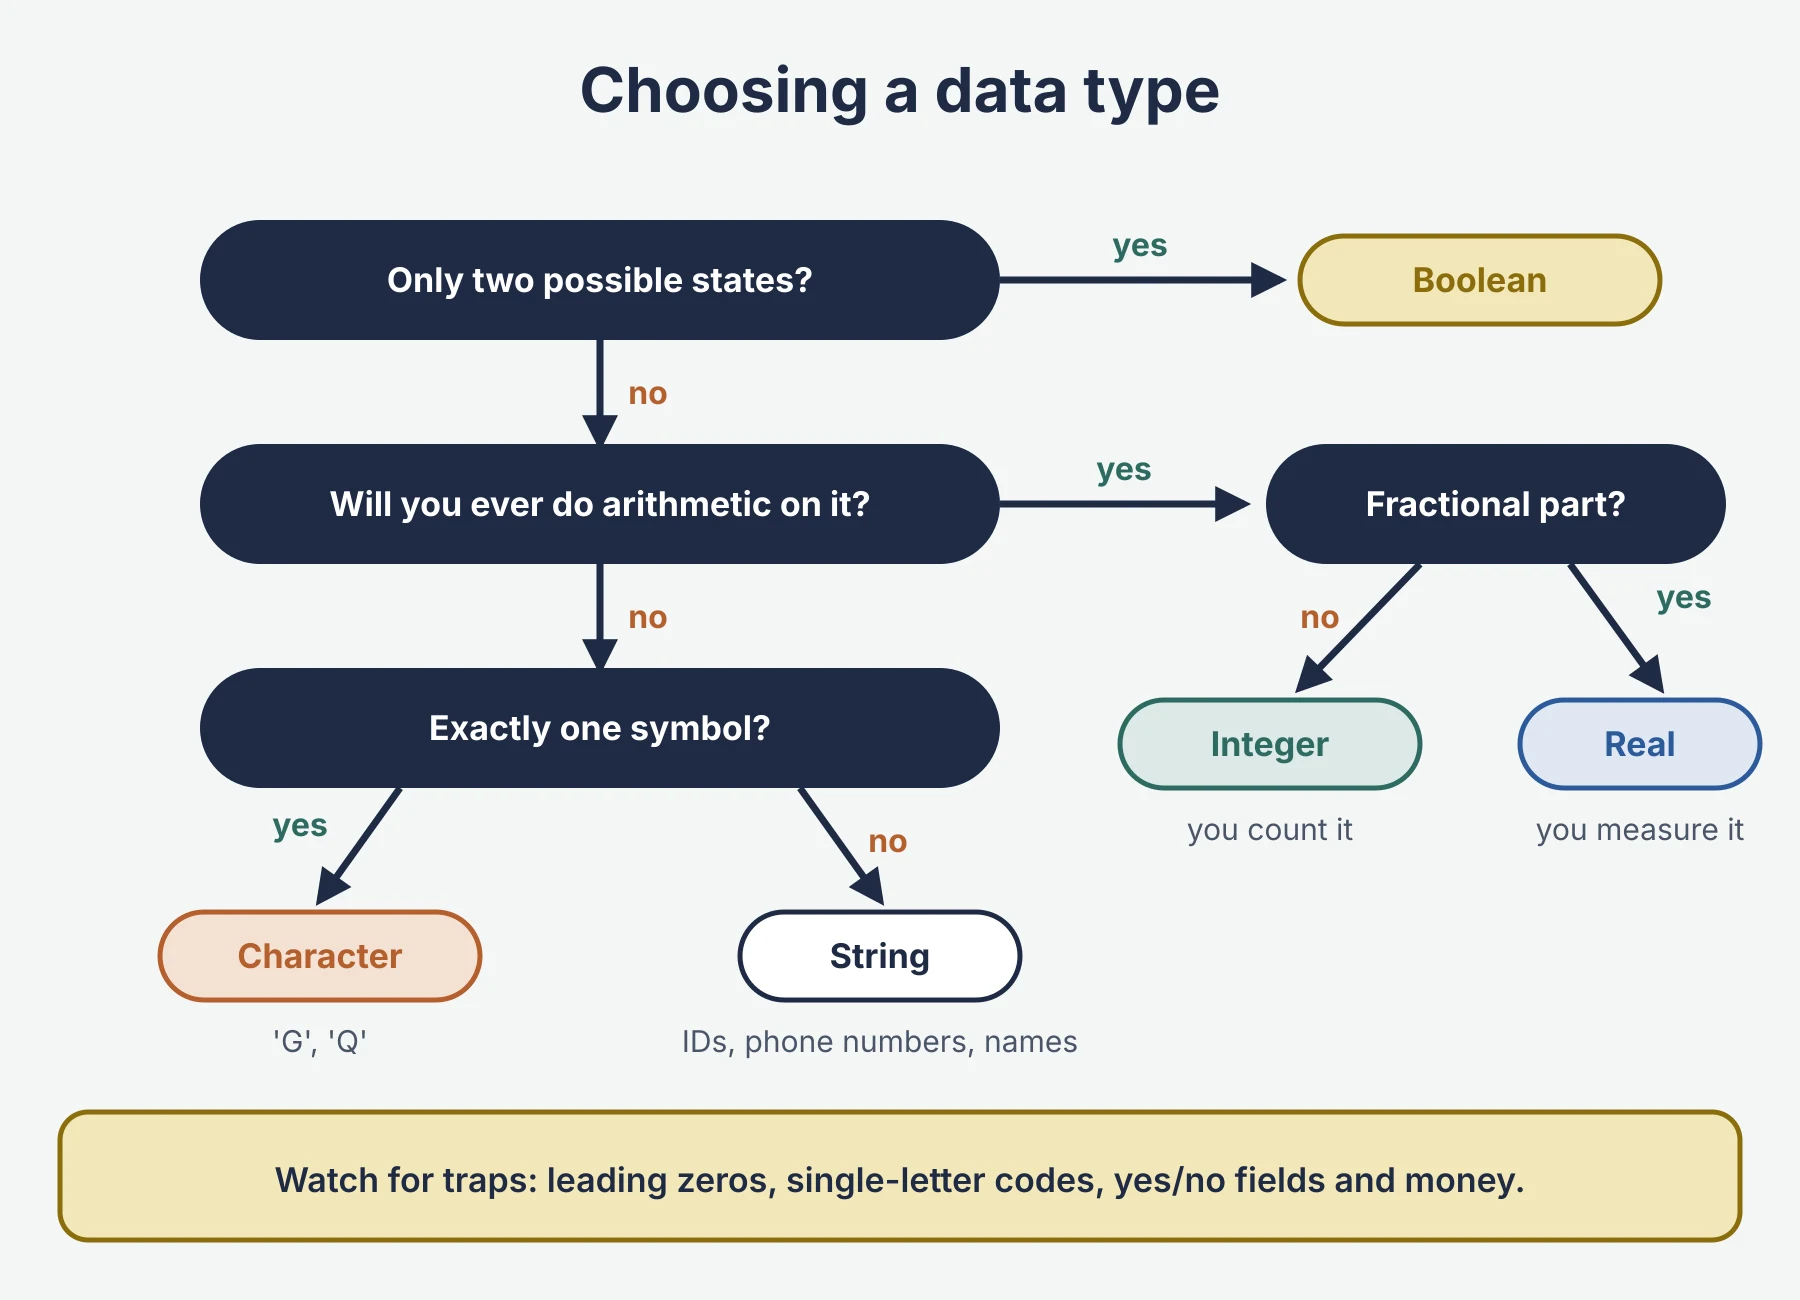 Choosing a data type
Only two possible states?
yes
Boolean
no
Will you ever do arithmetic on it?
yes
Fractional part?
no
no
yes
Exactly one symbol?
Integer
Real
you count it
you measure it
yes
no
Character
String
'G', 'Q'
IDs, phone numbers, names
Watch for traps: leading zeros, single-letter codes, yes/no fields and money.